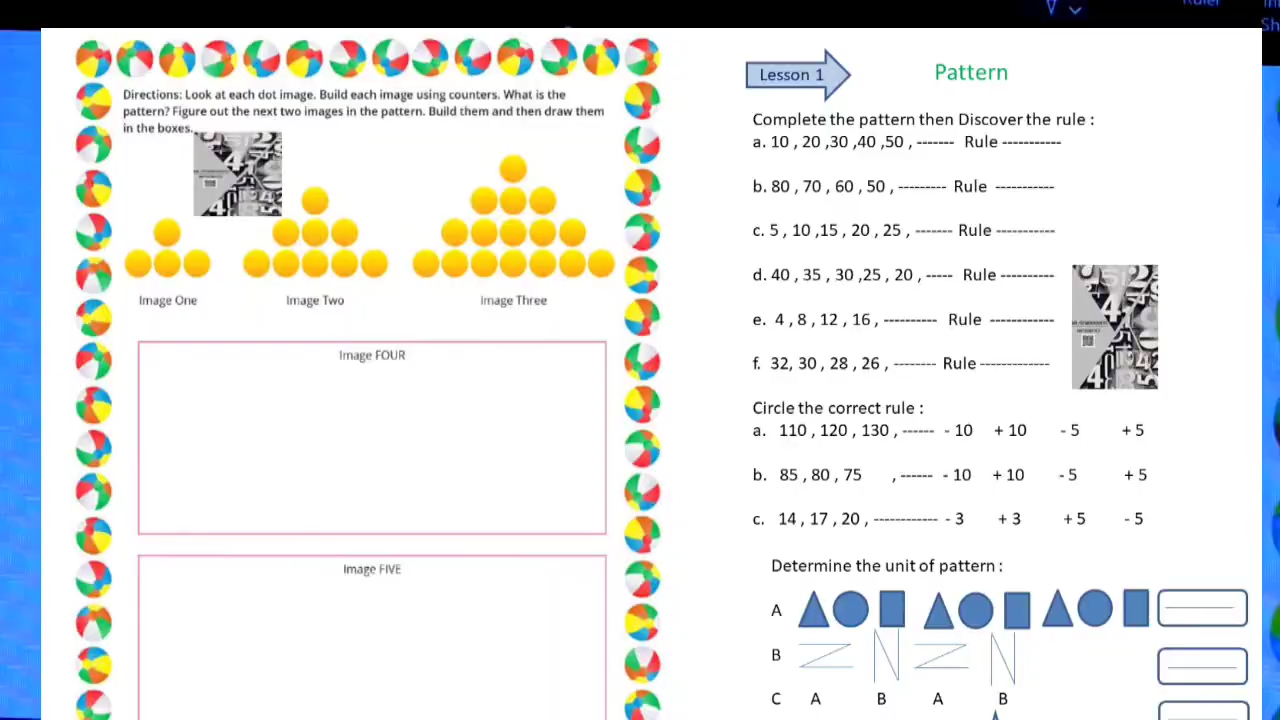 Directions: Look at each dot image. Build each image using counters. What is the
pattern? Figure out the next two images in the pattern. Build them and then draw them
in the boxes.
Image One
Image Two
Image Three
Image FOUR
Image FIVE
Lesson 1
Pattern
Complete the pattern then Discover the rule :
a. 10 , 20 ,30 ,40 ,50 , ------- Rule -----------
b. 80 , 70 , 60 , 50 , --------- Rule -----------
c. 5 , 10 ,15 , 20 , 25 , ------- Rule -----------
d. 40 , 35 , 30 ,25 , 20 , ----- Rule ----------
e. 4 , 8 , 12 , 16 , ---------- Rule ------------
f. 32, 30 , 28 , 26 , -------- Rule -------------
Circle the correct rule :
a. 110 , 120 , 130 , ------ - 10 + 10 - 5 + 5
b. 85 , 80 , 75 , ------ - 10 + 10 - 5 + 5
c. 14 , 17 , 20 , ------------ - 3 + 3 + 5 - 5
Determine the unit of pattern :
A
B
C A B A B